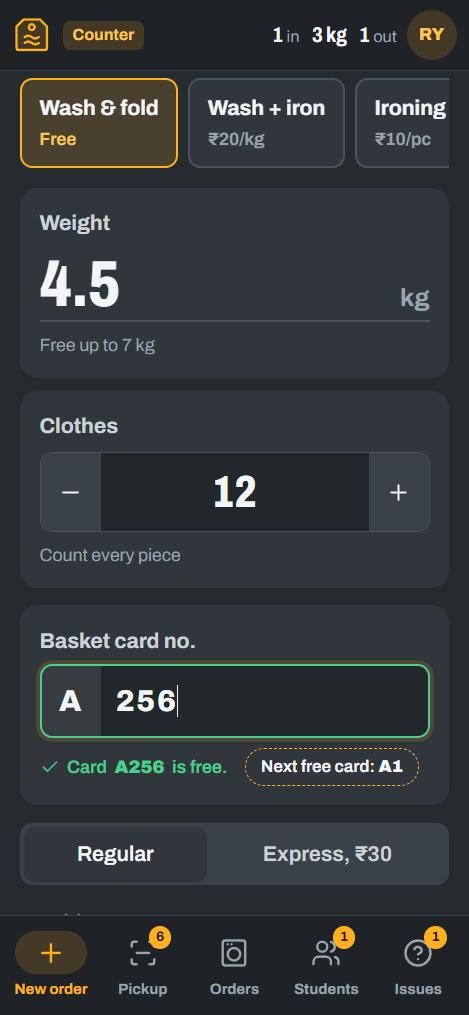 Counter
1 in 3 kg 1 out
RY
Wash & fold
Free
Wash + iron
₹20/kg
Ironing
₹10/pc
Weight
4.5
kg
Free up to 7 kg
Clothes
− 12 +
Count every piece
Basket card no.
A 256
Card A256 is free.
Next free card: A1
Regular
Express, ₹30
6
1
1
New order
Pickup
Orders
Students
Issues